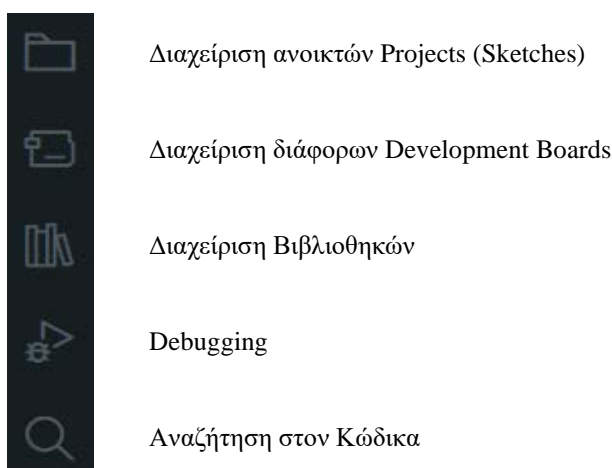 Διαχείριση ανοικτών Projects (Sketches)
Διαχείριση διάφορων Development Boards
Διαχείριση Βιβλιοθηκών
Debugging
Αναζήτηση στον Κώδικα